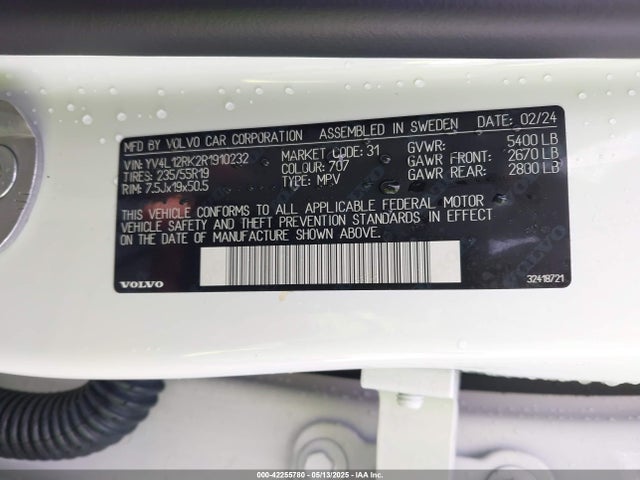 MFD BY VOLVO CAR CORPORATION ASSEMBLED IN SWEDEN DATE: 02/24
VIN: YV4L12RK2R1910232 MARKET CODE: 31 GVWR: 5400 LB
TIRES: 235/55R19 COLOUR: 707 GAWR FRONT: 2670 LB
RIM: 7.5Jx19x50.5 TYPE: MPV GAWR REAR: 2800 LB
THIS VEHICLE CONFORMS TO ALL APPLICABLE FEDERAL MOTOR
VEHICLE SAFETY AND THEFT PREVENTION STANDARDS IN EFFECT
ON THE DATE OF MANUFACTURE SHOWN ABOVE.
VOLVO 32418721
000-42255780 - 05/13/2025 - IAA Inc.